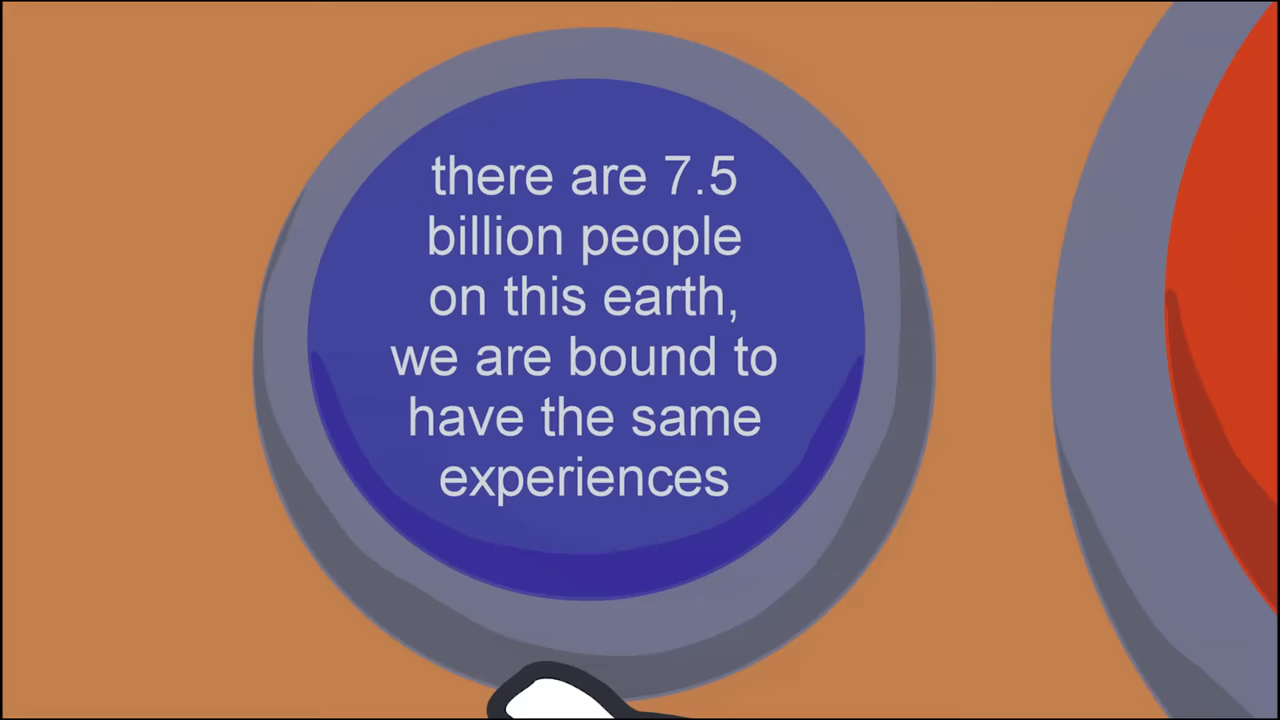 there are 7.5
billion people
on this earth,
we are bound to
have the same
experiences